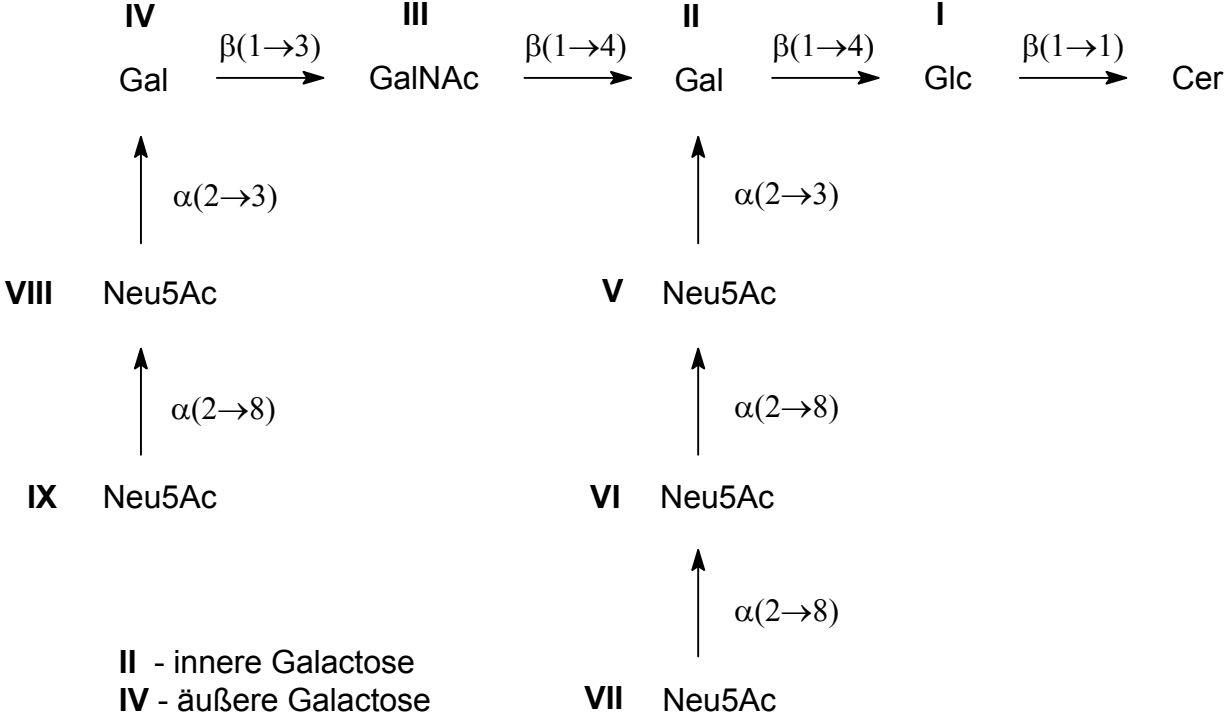 IV III II I
β(1→3) β(1→4) β(1→4) β(1→1)
Gal GalNAc Gal Glc Cer
α(2→3) α(2→3)
VIII Neu5Ac V Neu5Ac
α(2→8) α(2→8)
IX Neu5Ac VI Neu5Ac
α(2→8)
II - innere Galactose
IV - äußere Galactose VII Neu5Ac